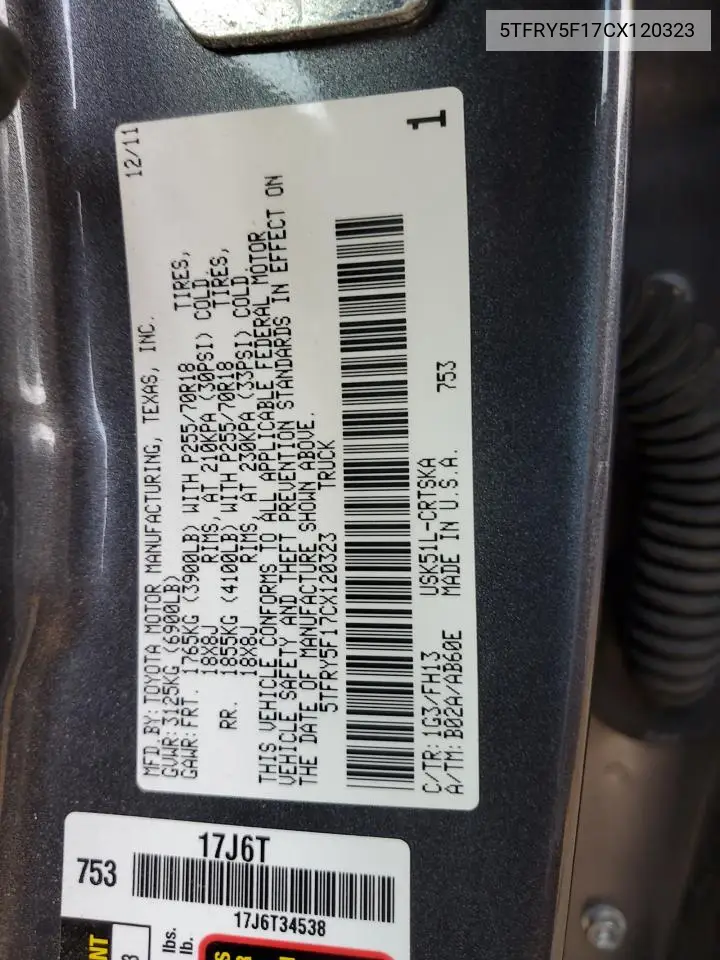 5TFRY5F17CX120323
12/11
1
MFD.BY:TOYOTA MOTOR MANUFACTURING, TEXAS, INC.
GVWR:3125KG (6900LB)
GAWR:FRT. 1765KG (3900LB) WITH P255/70R18 TIRES,
18X8J RIMS, AT 210KPA (30PSI) COLD.
RR. 1855KG (4100LB) WITH P255/70R18 TIRES,
18X8J RIMS, AT 230KPA (33PSI) COLD.
THIS VEHICLE CONFORMS TO ALL APPLICABLE FEDERAL MOTOR
VEHICLE SAFETY AND THEFT PREVENTION STANDARDS IN EFFECT ON
THE DATE OF MANUFACTURE SHOWN ABOVE.
5TFRY5F17CX120323 TRUCK
C/TR:1G3/FH13 USK51L-CRTSKA 753
A/TM:B02A/AB60E MADE IN U.S.A.
17J6T
753
17J6T34538
lbs.
lb.